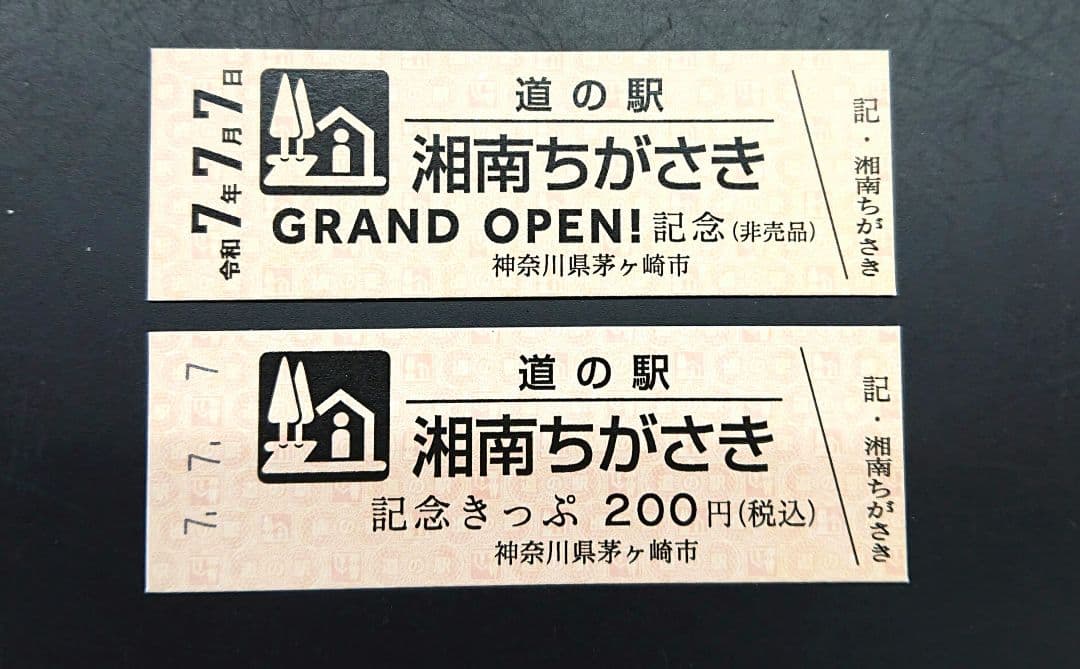 令和7年7月7日
道の駅
湘南ちがさき
GRAND OPEN! 記念(非売品)
神奈川県茅ヶ崎市
記・湘南ちがさき
7.7.7
道の駅
湘南ちがさき
記念きっぷ 200円(税込)
神奈川県茅ヶ崎市
記・湘南ちがさき